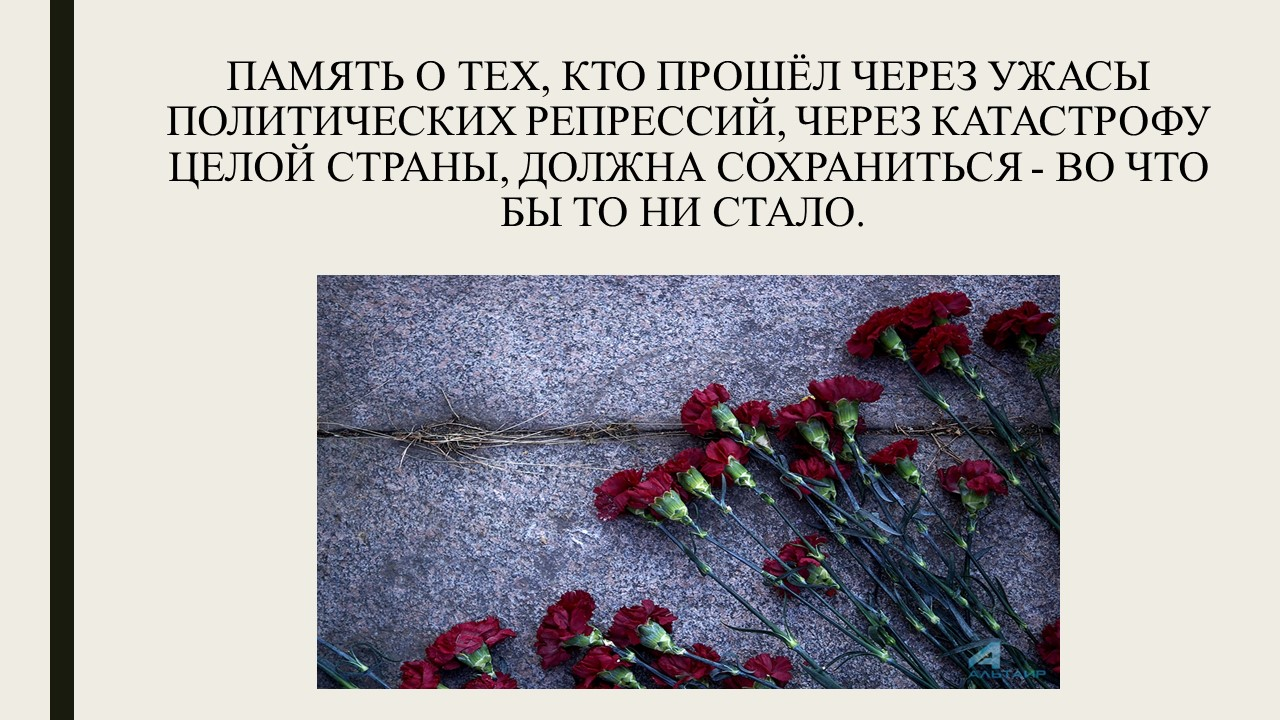 ПАМЯТЬ О ТЕХ, КТО ПРОШЁЛ ЧЕРЕЗ УЖАСЫ
ПОЛИТИЧЕСКИХ РЕПРЕССИЙ, ЧЕРЕЗ КАТАСТРОФУ
ЦЕЛОЙ СТРАНЫ, ДОЛЖНА СОХРАНИТЬСЯ - ВО ЧТО
БЫ ТО НИ СТАЛО.
АЛЬТАИР